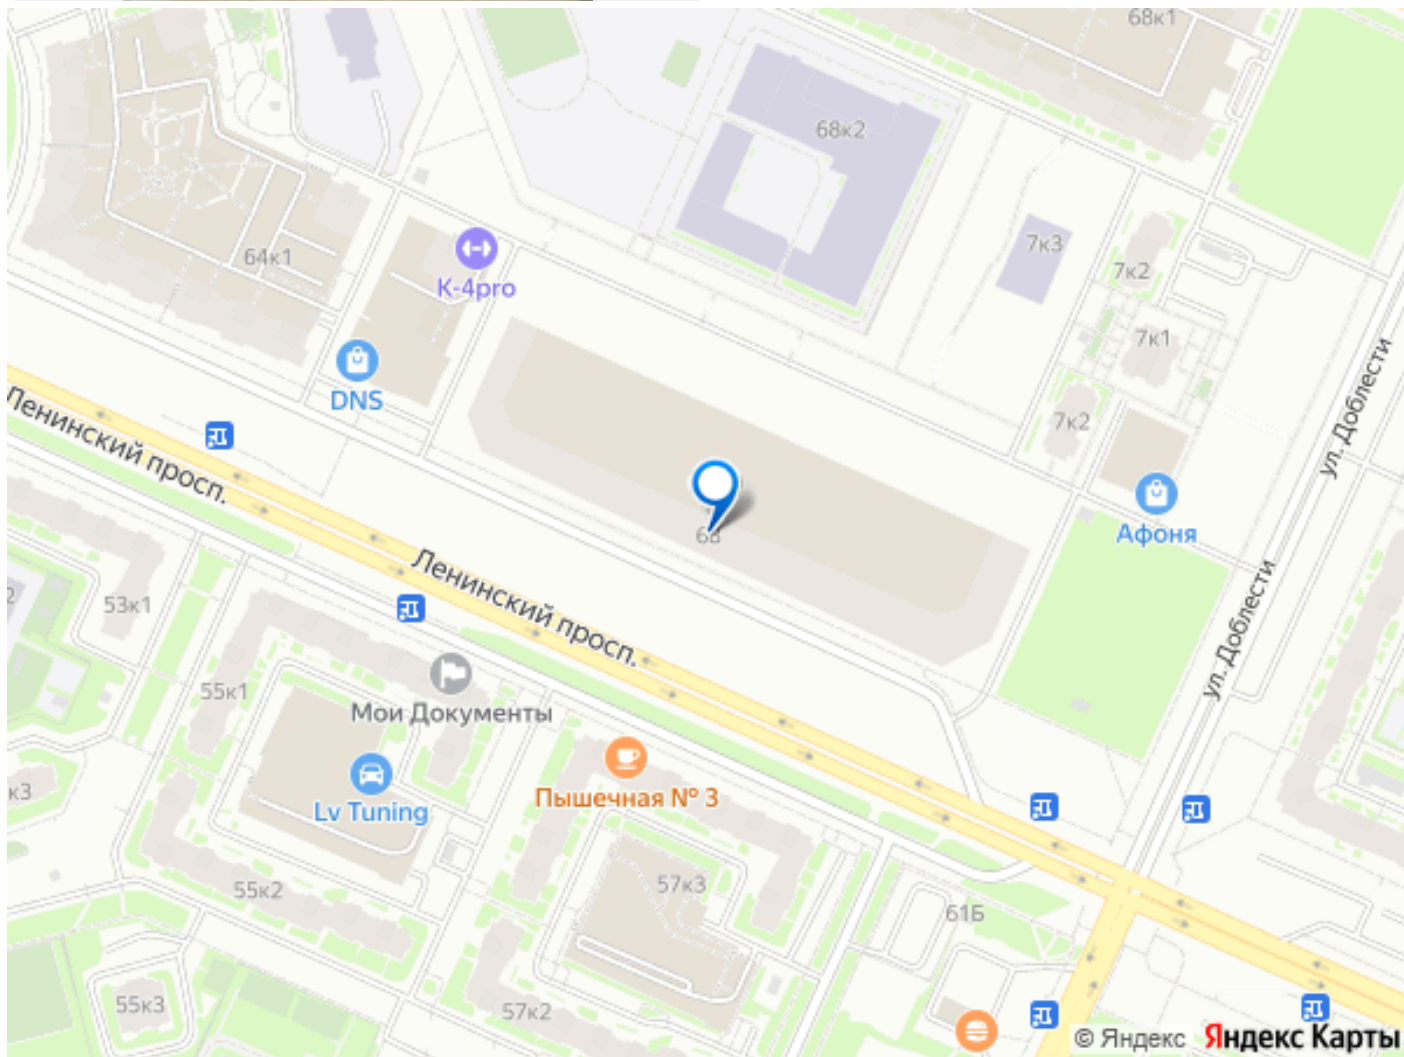 68к1
68к2
64к1
K-4pro
7к3
7к2
7к1
DNS
7к2
ул. Доблести
Ленинский просп.
Афоня
68
Ленинский просп.
53к1
ул. Доблести
55к1
Мои Документы
к3
Lv Tuning
Пышечная № 3
55к2
57к3
61Б
55к3
57к2
© Яндекс Яндекс Карты